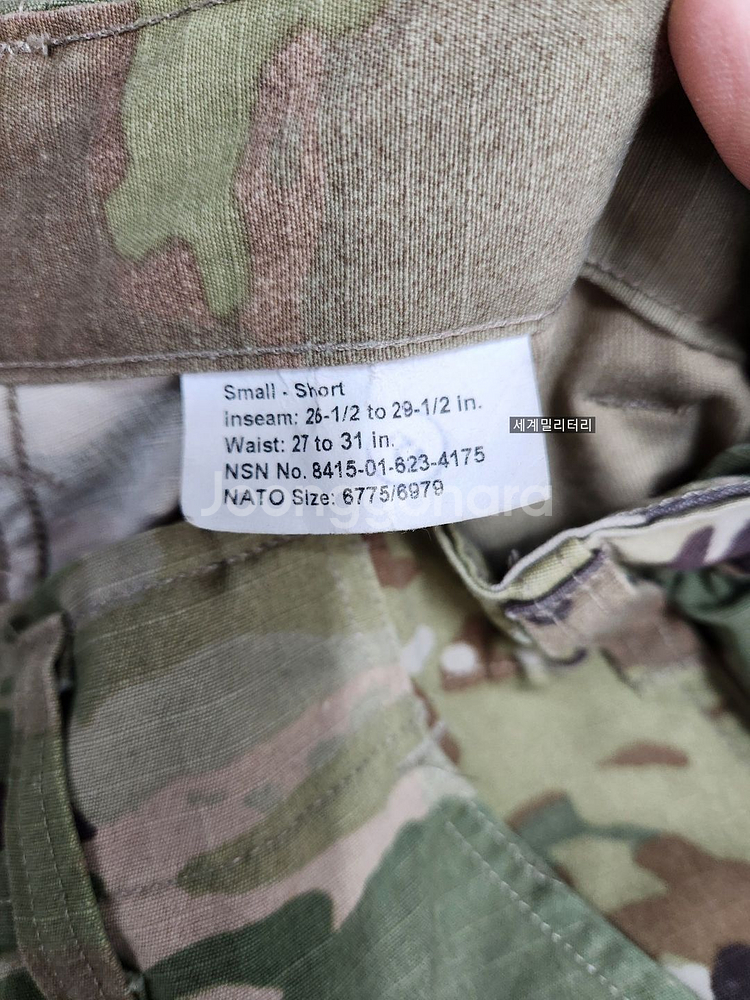 Small - Short
Inseam: 26-1/2 to 29-1/2 in.
Waist: 27 to 31 in.
NSN No. 8415-01-623-4175
NATO Size: 6775/6979
세계밀리터리
Joonggonara